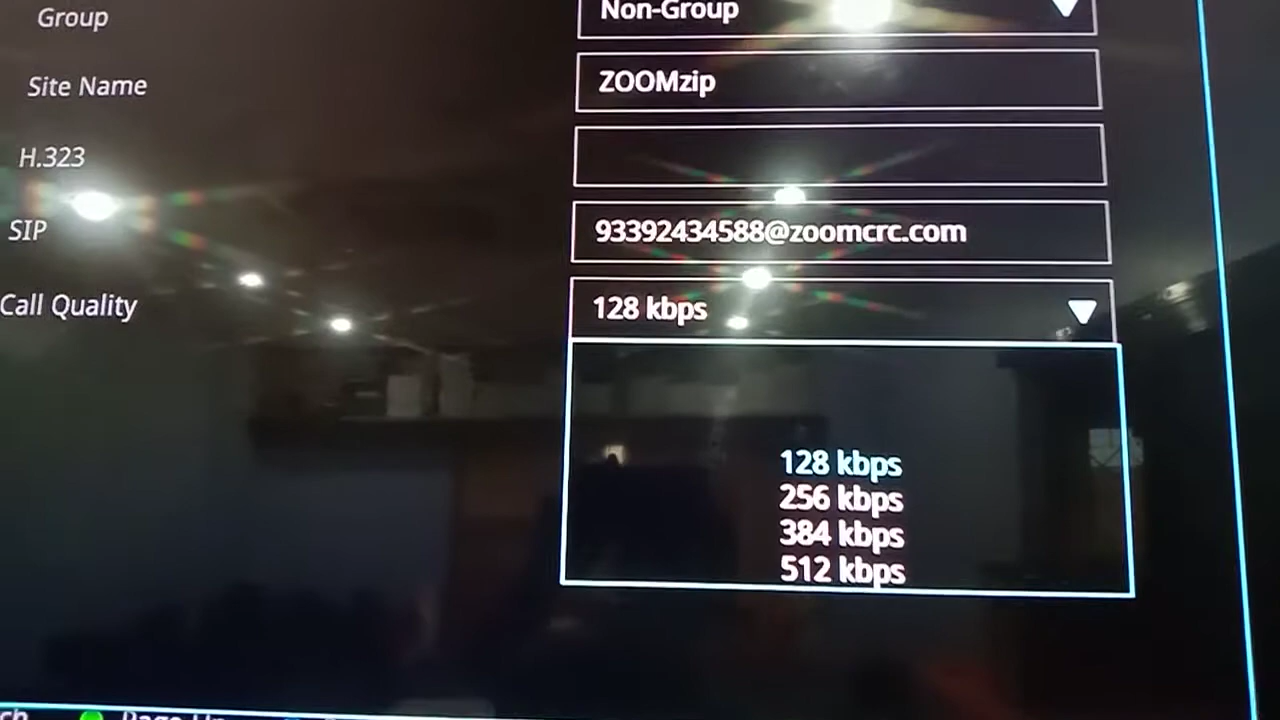 Group
Non-Group
Site Name
ZOOMzip
H.323
SIP
93392434588@zoomcrc.com
Call Quality
128 kbps
128 kbps
256 kbps
384 kbps
512 kbps